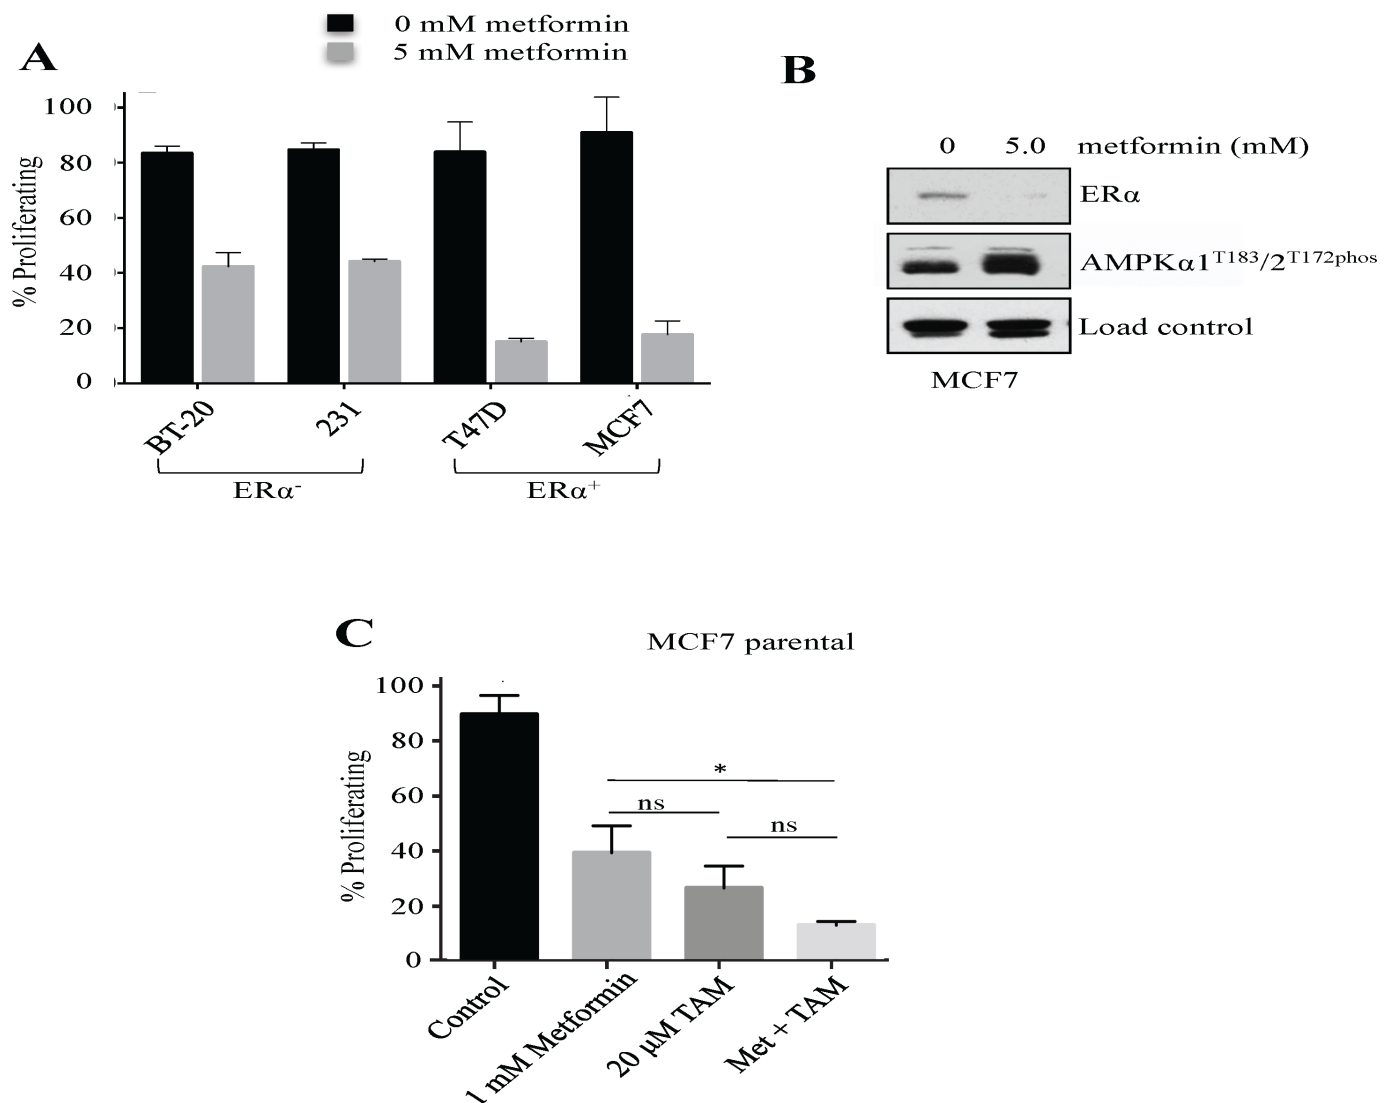 0 mM metformin
5 mM metformin
A
100
80
60
40
20
0
% Proliferating
BT-20
231
T47D
MCF7
ERα-
ERα+
B
0 5.0 metformin (mM)
ERα
AMPKα1T183/2T172phos
Load control
MCF7
C
MCF7 parental
100
80
60
40
20
0
% Proliferating
*
ns
ns
Control
1 mM Metformin
20 µM TAM
Met + TAM